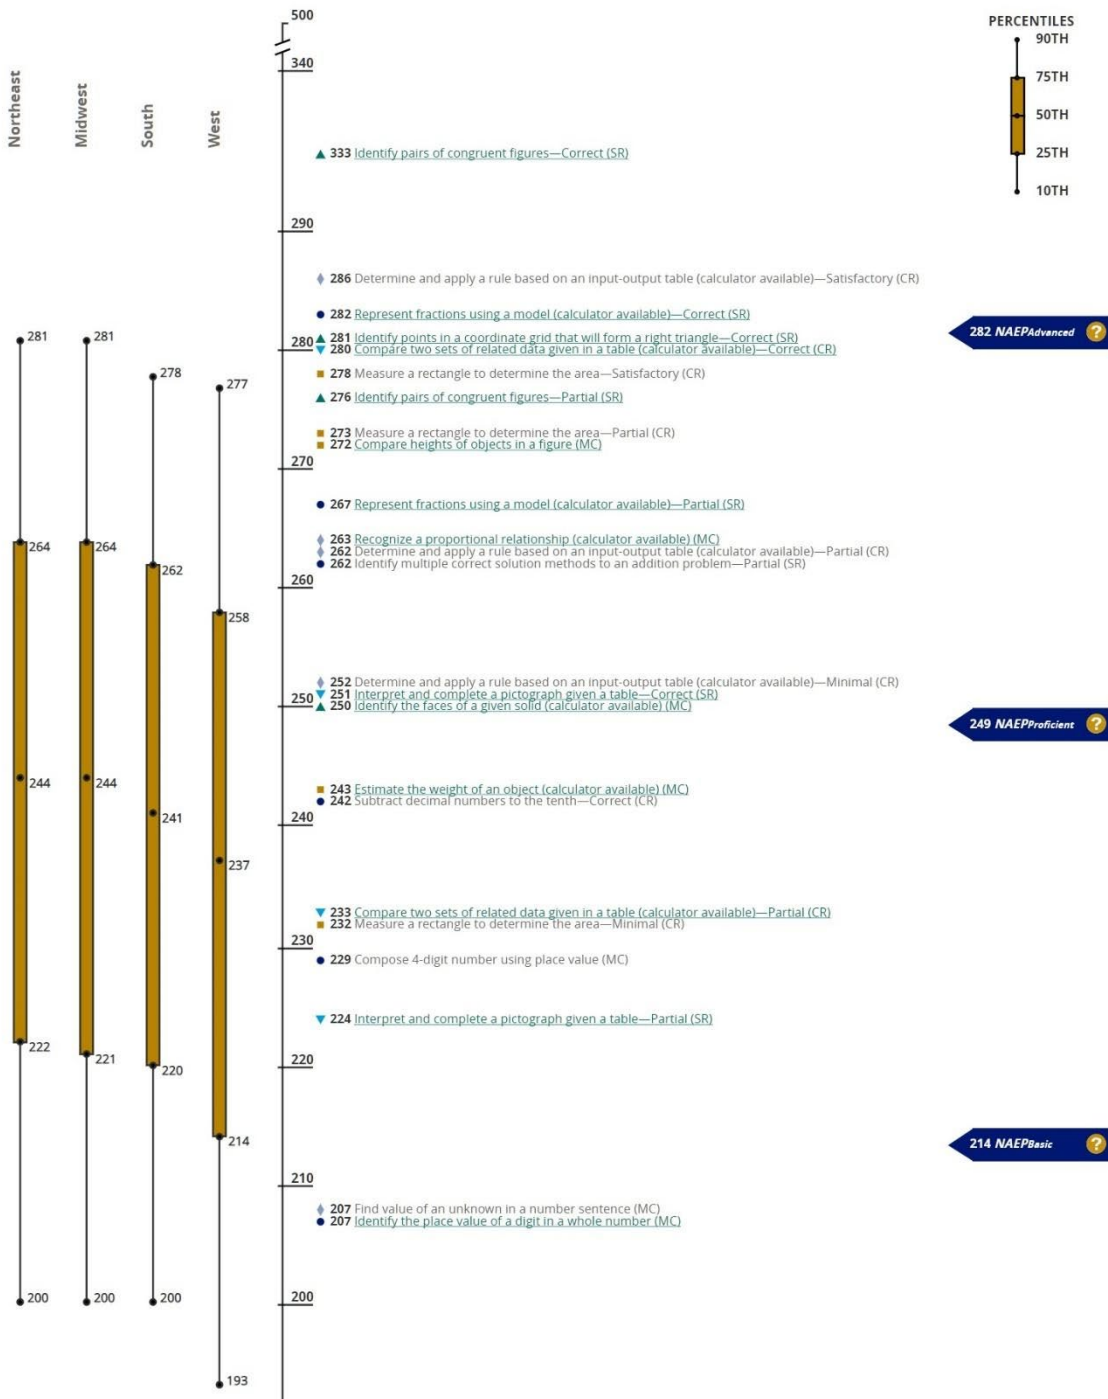 500
PERCENTILES
90TH
75TH
50TH
25TH
10TH
Northeast
Midwest
South
West
340
333 Identify pairs of congruent figures—Correct (SR)
290
286 Determine and apply a rule based on an input-output table (calculator available)—Satisfactory (CR)
282 Represent fractions using a model (calculator available)—Correct (SR)
282 NAEPAdvanced ?
281
281
281 Identify points in a coordinate grid that will form a right triangle—Correct (SR)
280
280 Compare two sets of related data given in a table (calculator available)—Correct (CR)
278
278 Measure a rectangle to determine the area—Satisfactory (CR)
277
276 Identify pairs of congruent figures—Partial (SR)
273 Measure a rectangle to determine the area—Partial (CR)
272 Compare heights of objects in a figure (MC)
270
267 Represent fractions using a model (calculator available)—Partial (SR)
264
264
263 Recognize a proportional relationship (calculator available) (MC)
262 Determine and apply a rule based on an input-output table (calculator available)—Partial (CR)
262
262 Identify multiple correct solution methods to an addition problem—Partial (SR)
260
258
252 Determine and apply a rule based on an input-output table (calculator available)—Minimal (CR)
251 Interpret and complete a pictograph given a table—Correct (SR)
250
250 Identify the faces of a given solid (calculator available) (MC)
249 NAEPProficient ?
244
244
243 Estimate the weight of an object (calculator available) (MC)
242 Subtract decimal numbers to the tenth—Correct (CR)
241
240
237
233 Compare two sets of related data given in a table (calculator available)—Partial (CR)
232 Measure a rectangle to determine the area—Minimal (CR)
230
229 Compose 4-digit number using place value (MC)
224 Interpret and complete a pictograph given a table—Partial (SR)
222
221
220
220
214
214 NAEPBasic ?
210
207 Find value of an unknown in a number sentence (MC)
207 Identify the place value of a digit in a whole number (MC)
200
200
200
200
193